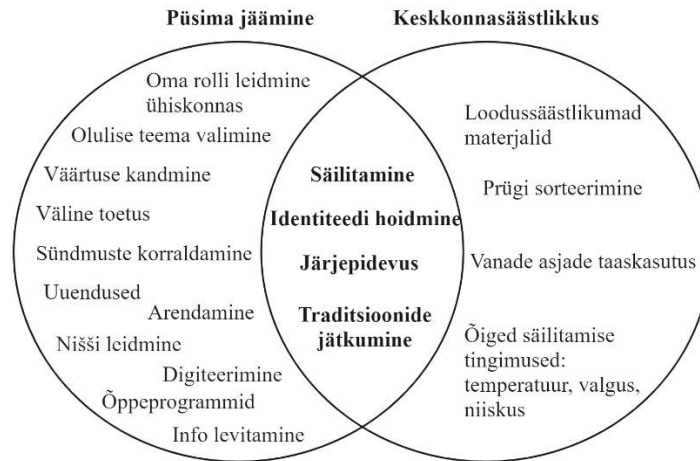 Püsima jäämine
Keskkonnasäästlikkus
Oma rolli leidmine
ühiskonnas
Olulise teema valimine
Väärtuse kandmine
Väline toetus
Sündmuste korraldamine
Uuendused
Arendamine
Nišši leidmine
Digiteerimine
Õppeprogrammid
Info levitamine
Säilitamine
Identiteedi hoidmine
Järjepidevus
Traditsioonide
jätkumine
Loodussäästlikumad
materjalid
Prügi sorteerimine
Vanade asjade taaskasutus
Õiged säilitamise
tingimused:
temperatuur, valgus,
niiskus